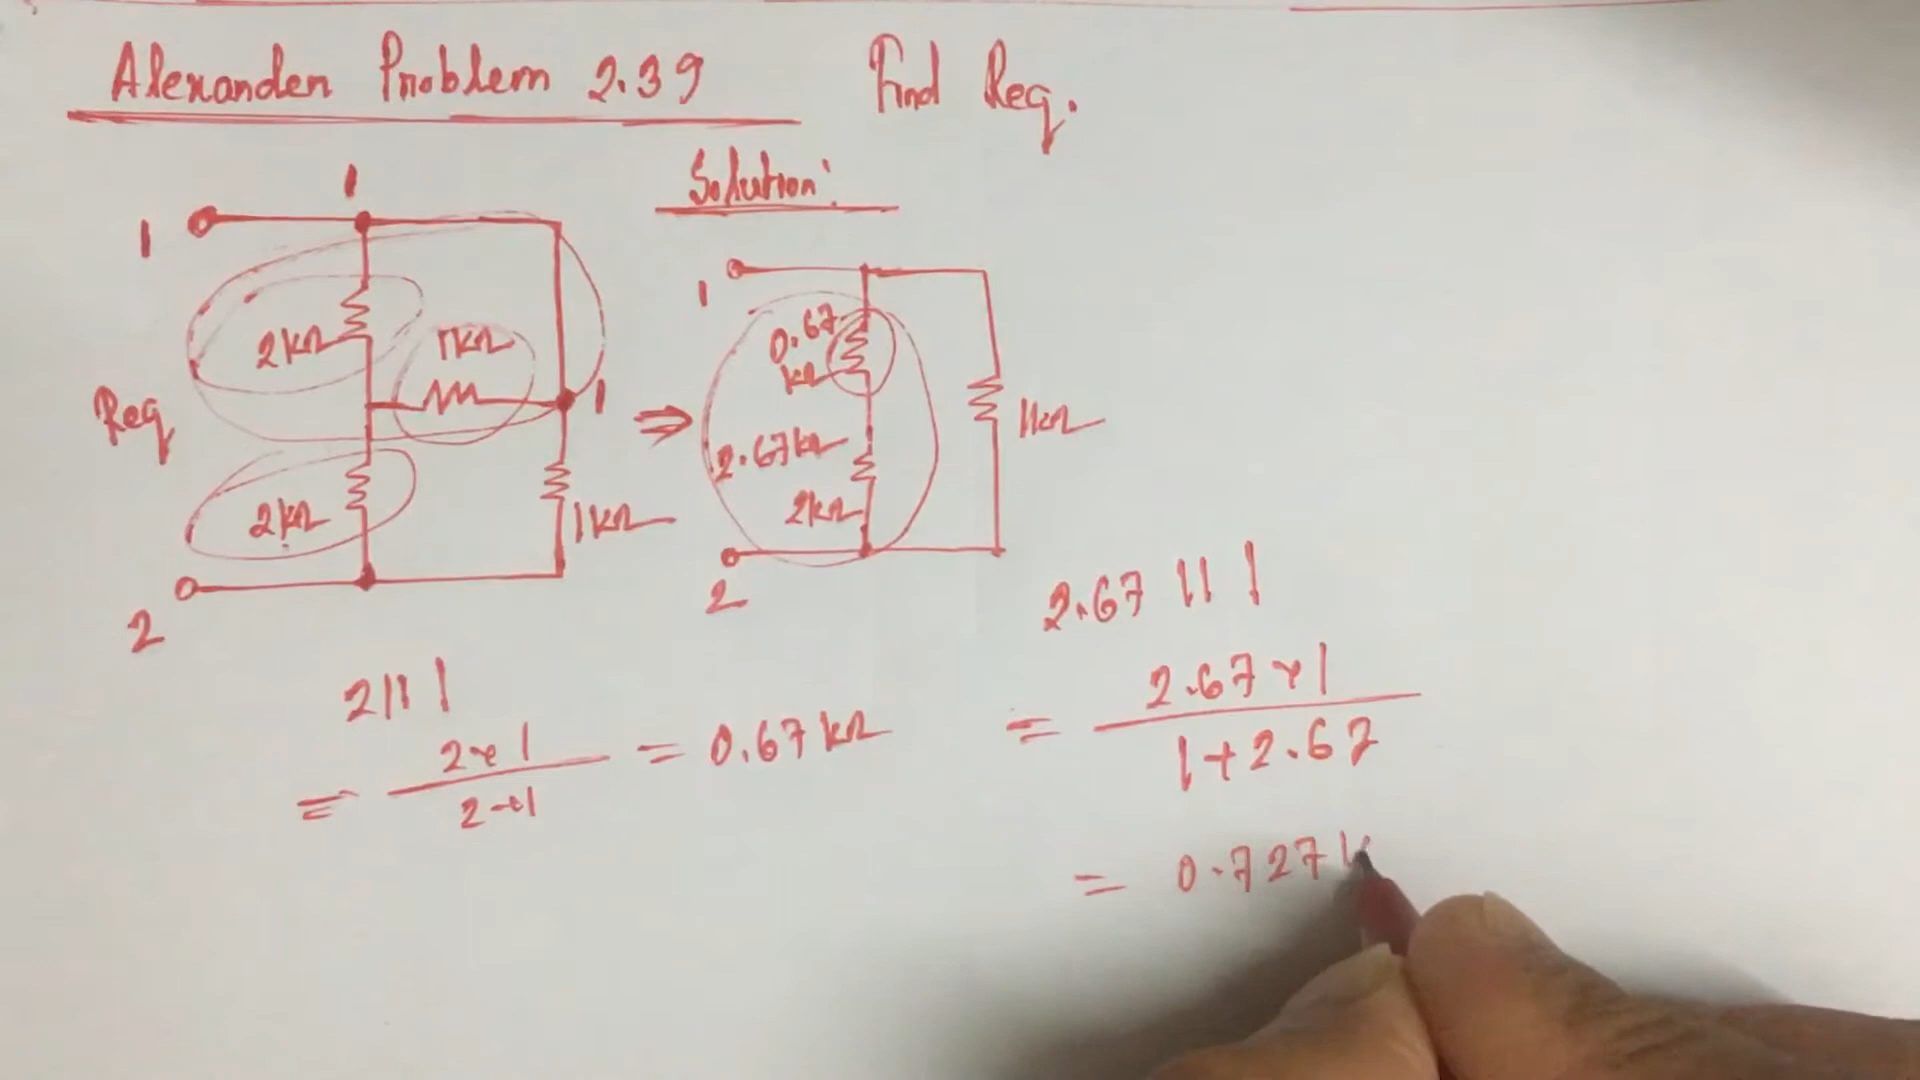 Alexander Problem 2.39 Find Req.
Solution:
1
1
2kΩ
1kΩ
1
Req
2kΩ
1kΩ
2
⇒
1
0.67
kΩ
2.67kΩ
2kΩ
1kΩ
2
2 || 1
= 2×1 / 2+1 = 0.67 kΩ
2.67 || 1
= 2.67×1 / 1+2.67
= 0.727 k